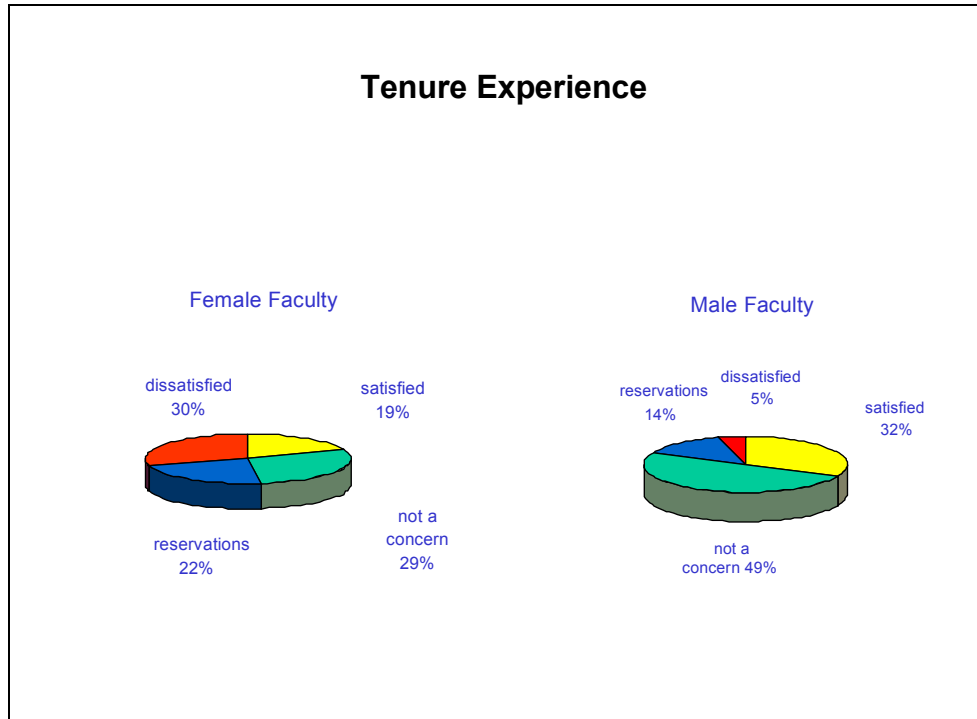 Tenure Experience
Female Faculty
dissatisfied
30%
satisfied
19%
reservations
22%
not a
concern
29%
Male Faculty
reservations
14%
dissatisfied
5%
satisfied
32%
not a
concern 49%